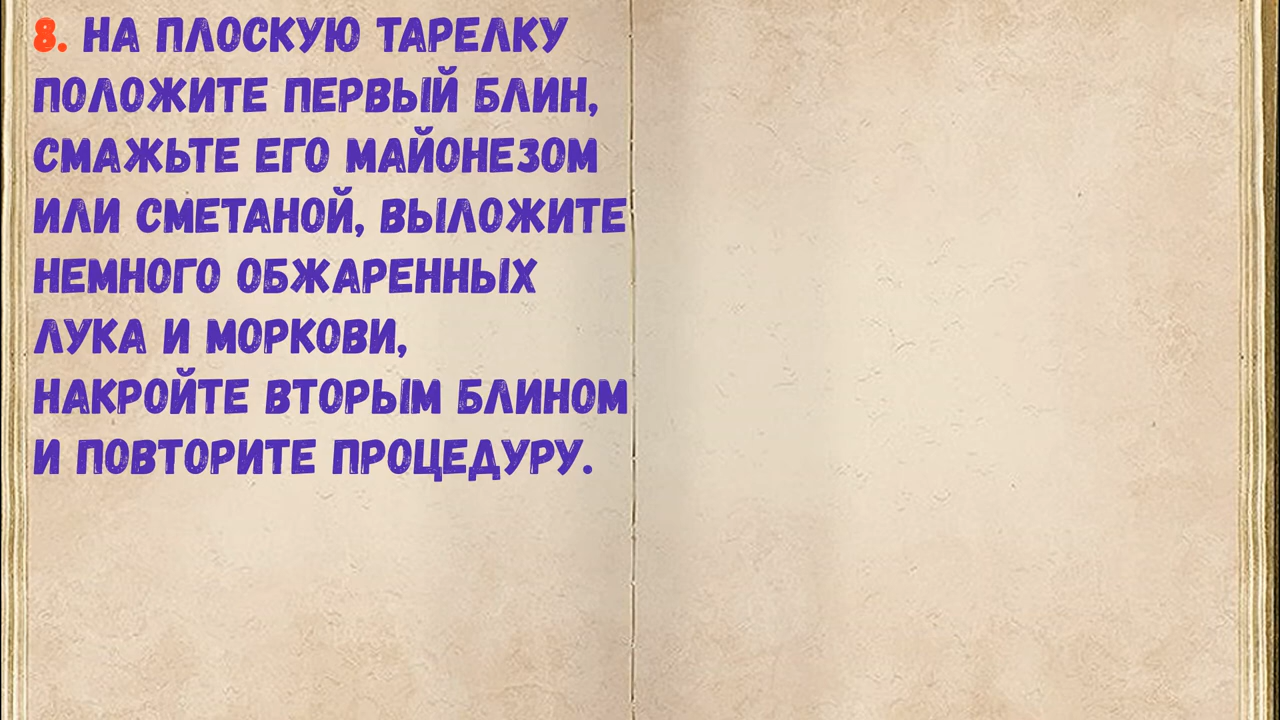 8. НА ПЛОСКУЮ ТАРЕЛКУ
ПОЛОЖИТЕ ПЕРВЫЙ БЛИН,
СМАЖЬТЕ ЕГО МАЙОНЕЗОМ
ИЛИ СМЕТАНОЙ, ВЫЛОЖИТЕ
НЕМНОГО ОБЖАРЕННЫХ
ЛУКА И МОРКОВИ,
НАКРОЙТЕ ВТОРЫМ БЛИНОМ
И ПОВТОРИТЕ ПРОЦЕДУРУ.